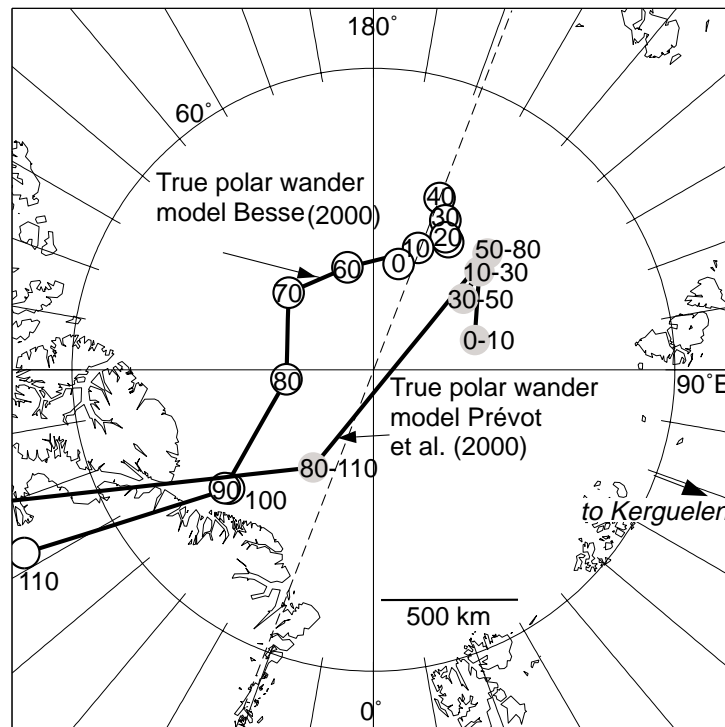 180°
60°
True polar wander
model Besse (2000)
40
30
20
10
0
60
70
80
90
100
110
50-80
10-30
30-50
0-10
90°E
True polar wander
model Prévot
et al. (2000)
80-110
to Kerguelen
500 km
0°